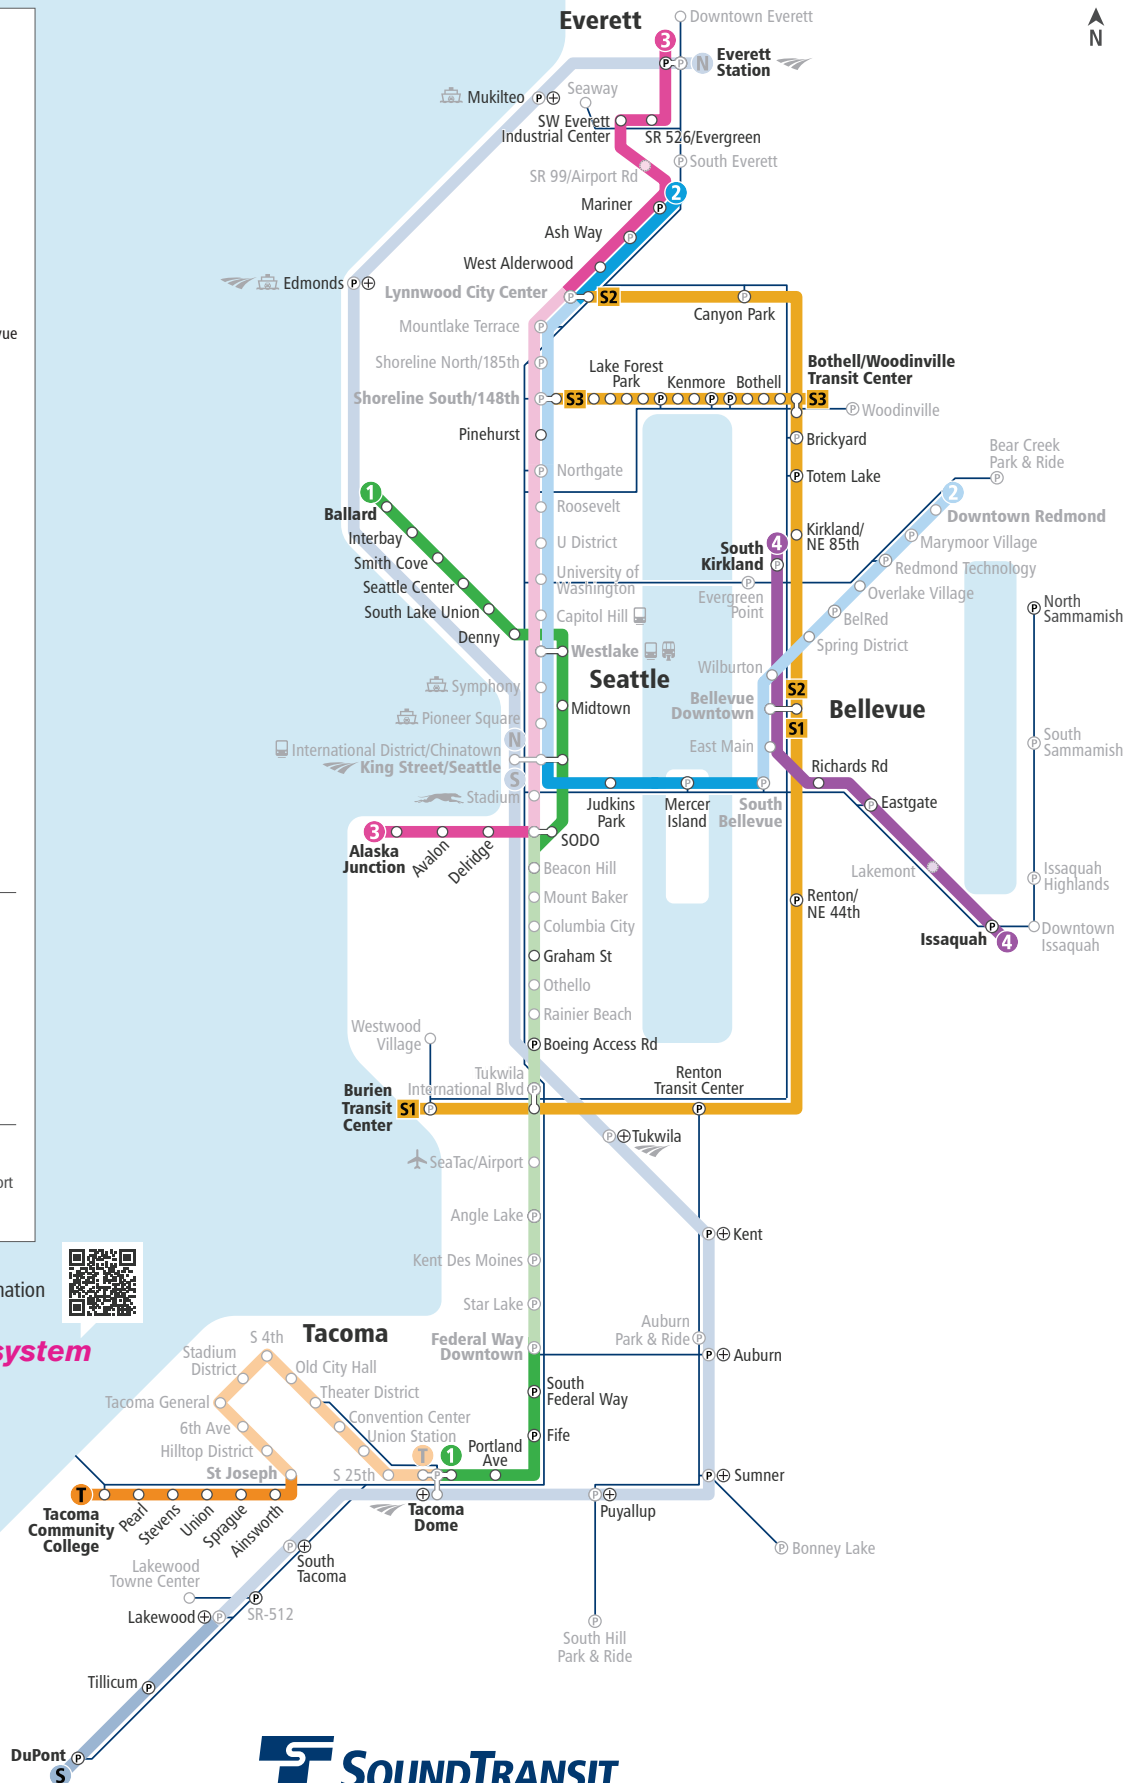 Everett
Downtown Everett
N
3
P
P
N
Everett
Station
Mukilteo
P
Seaway
SW Everett
Industrial Center
SR 526/Evergreen
P
South Everett
SR 99/Airport Rd
2
Mariner
P
Ash Way
P
West Alderwood
Edmonds
P
Lynnwood City Center
P
S2
P
Canyon Park
Mountlake Terrace
P
Shoreline North/185th
P
Lake Forest
Park
Kenmore
Bothell
Bothell/Woodinville
Transit Center
Shoreline South/148th
P
S3
P
P
P
S3
P
Woodinville
Pinehurst
P
Brickyard
Bear Creek
Park & Ride
P
Northgate
P
Totem Lake
P
1
Ballard
2
Downtown Redmond
Roosevelt
Interbay
U District
Kirkland/
NE 85th
P
Marymoor Village
4
South
Kirkland
P
Smith Cove
University of
Washington
P
Redmond Technology
Seattle Center
P
Evergreen
Point
Overlake Village
South Lake Union
Capitol Hill
P
BelRed
P
North
Sammamish
Denny
Spring District
Westlake
Wilburton
Seattle
Symphony
S2
Bellevue
Downtown
Bellevue
Midtown
S1
Pioneer Square
N
East Main
P
South
Sammamish
International District/Chinatown
King Street/Seattle
S
Richards Rd
Stadium
Judkins
Park
P
Mercer
Island
P
South
Bellevue
P
Eastgate
3
Alaska
Junction
Avalon
Delridge
SODO
Beacon Hill
Lakemont
P
Issaquah
Highlands
Mount Baker
P
Renton/
NE 44th
Columbia City
Issaquah
P
4
Downtown
Issaquah
Graham St
Othello
Rainier Beach
Westwood
Village
P
Boeing Access Rd
Tukwila
International Blvd
P
Renton
Transit Center
Burien
Transit
Center
S1
P
P
P
Tukwila
SeaTac/Airport
Angle Lake
P
P
Kent
Kent Des Moines
P
Star Lake
P
Auburn
Park & Ride
P
Federal Way
Downtown
P
P
Auburn
Tacoma
S 4th
Stadium
District
Old City Hall
Theater District
P
South
Federal Way
Tacoma General
Convention Center
6th Ave
Union Station
P
Fife
Hilltop District
T
1
Portland
Ave
St Joseph
S 25th
P
P
Sumner
T
Tacoma
Community
College
Pearl
Stevens
Union
Sprague
Ainsworth
Tacoma
Dome
P
Puyallup
P
South
Tacoma
P
Bonney Lake
Lakewood
Towne Center
P
SR-512
Lakewood
P
P
South Hill
Park & Ride
Tillicum
P
DuPont
P
S
vue
ort
nation
system
SOUNDTRANSIT